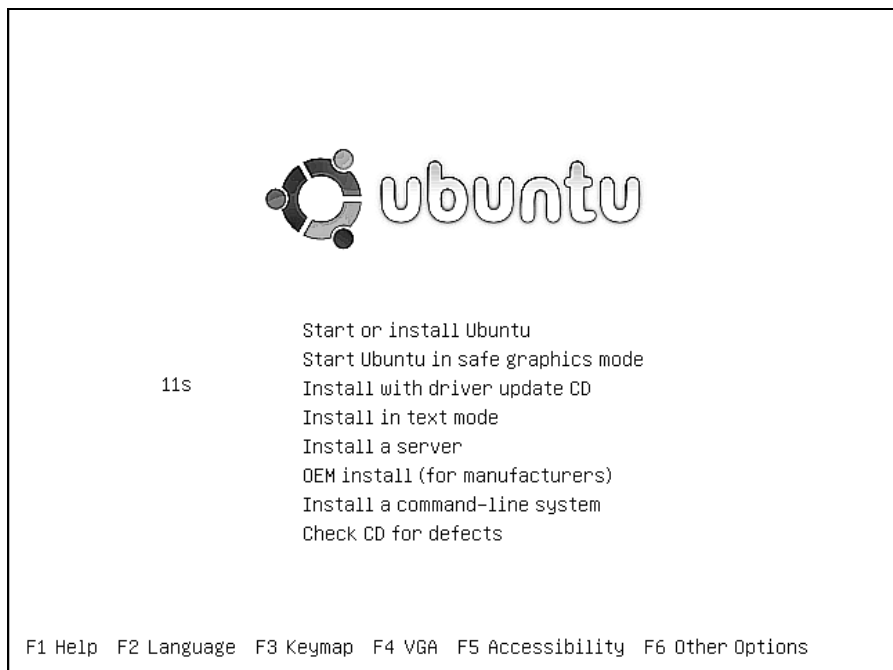 ubuntu
Start or install Ubuntu
Start Ubuntu in safe graphics mode
11s
Install with driver update CD
Install in text mode
Install a server
OEM install (for manufacturers)
Install a command-line system
Check CD for defects
F1 Help F2 Language F3 Keymap F4 VGA F5 Accessibility F6 Other Options